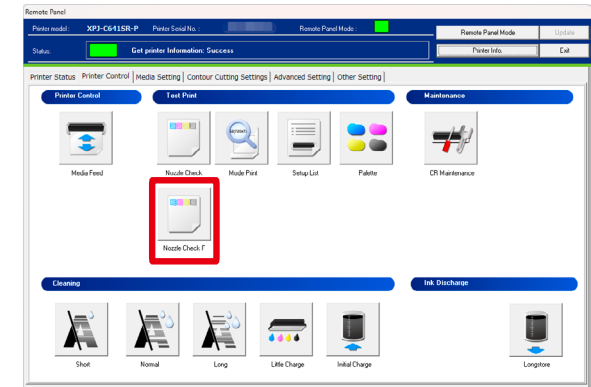 Remote Panel
Printer model : XPJ-C641SR-P Printer Serial No. : Remote Panel Mode :
Remote Panel Mode Update
Status: Get printer Information: Success
Printer Info. Exit
Printer Status Printer Control Media Setting Contour Cutting Settings Advanced Setting Other Setting
Printer Control Test Print Maintenance
Media Feed Nozzle Check Mode Print Setup List Palette CR Maintenance
Nozzle Check F
Cleaning Ink Discharge
Short Normal Long Little Charge Initial Charge Longstore